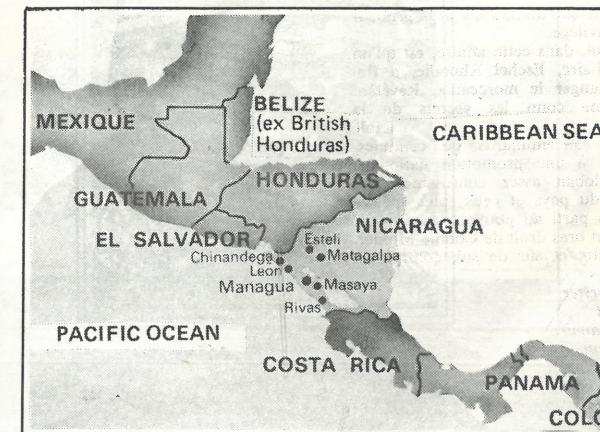 MEXIQUE
BELIZE
(ex British
Honduras)
CARIBBEAN SEA
GUATEMALA
HONDURAS
EL SALVADOR
NICARAGUA
Esteli
Chinandega
Matagalpa
Leon
Managua
Masaya
Rivas
PACIFIC OCEAN
COSTA RICA
PANAMA
COLO